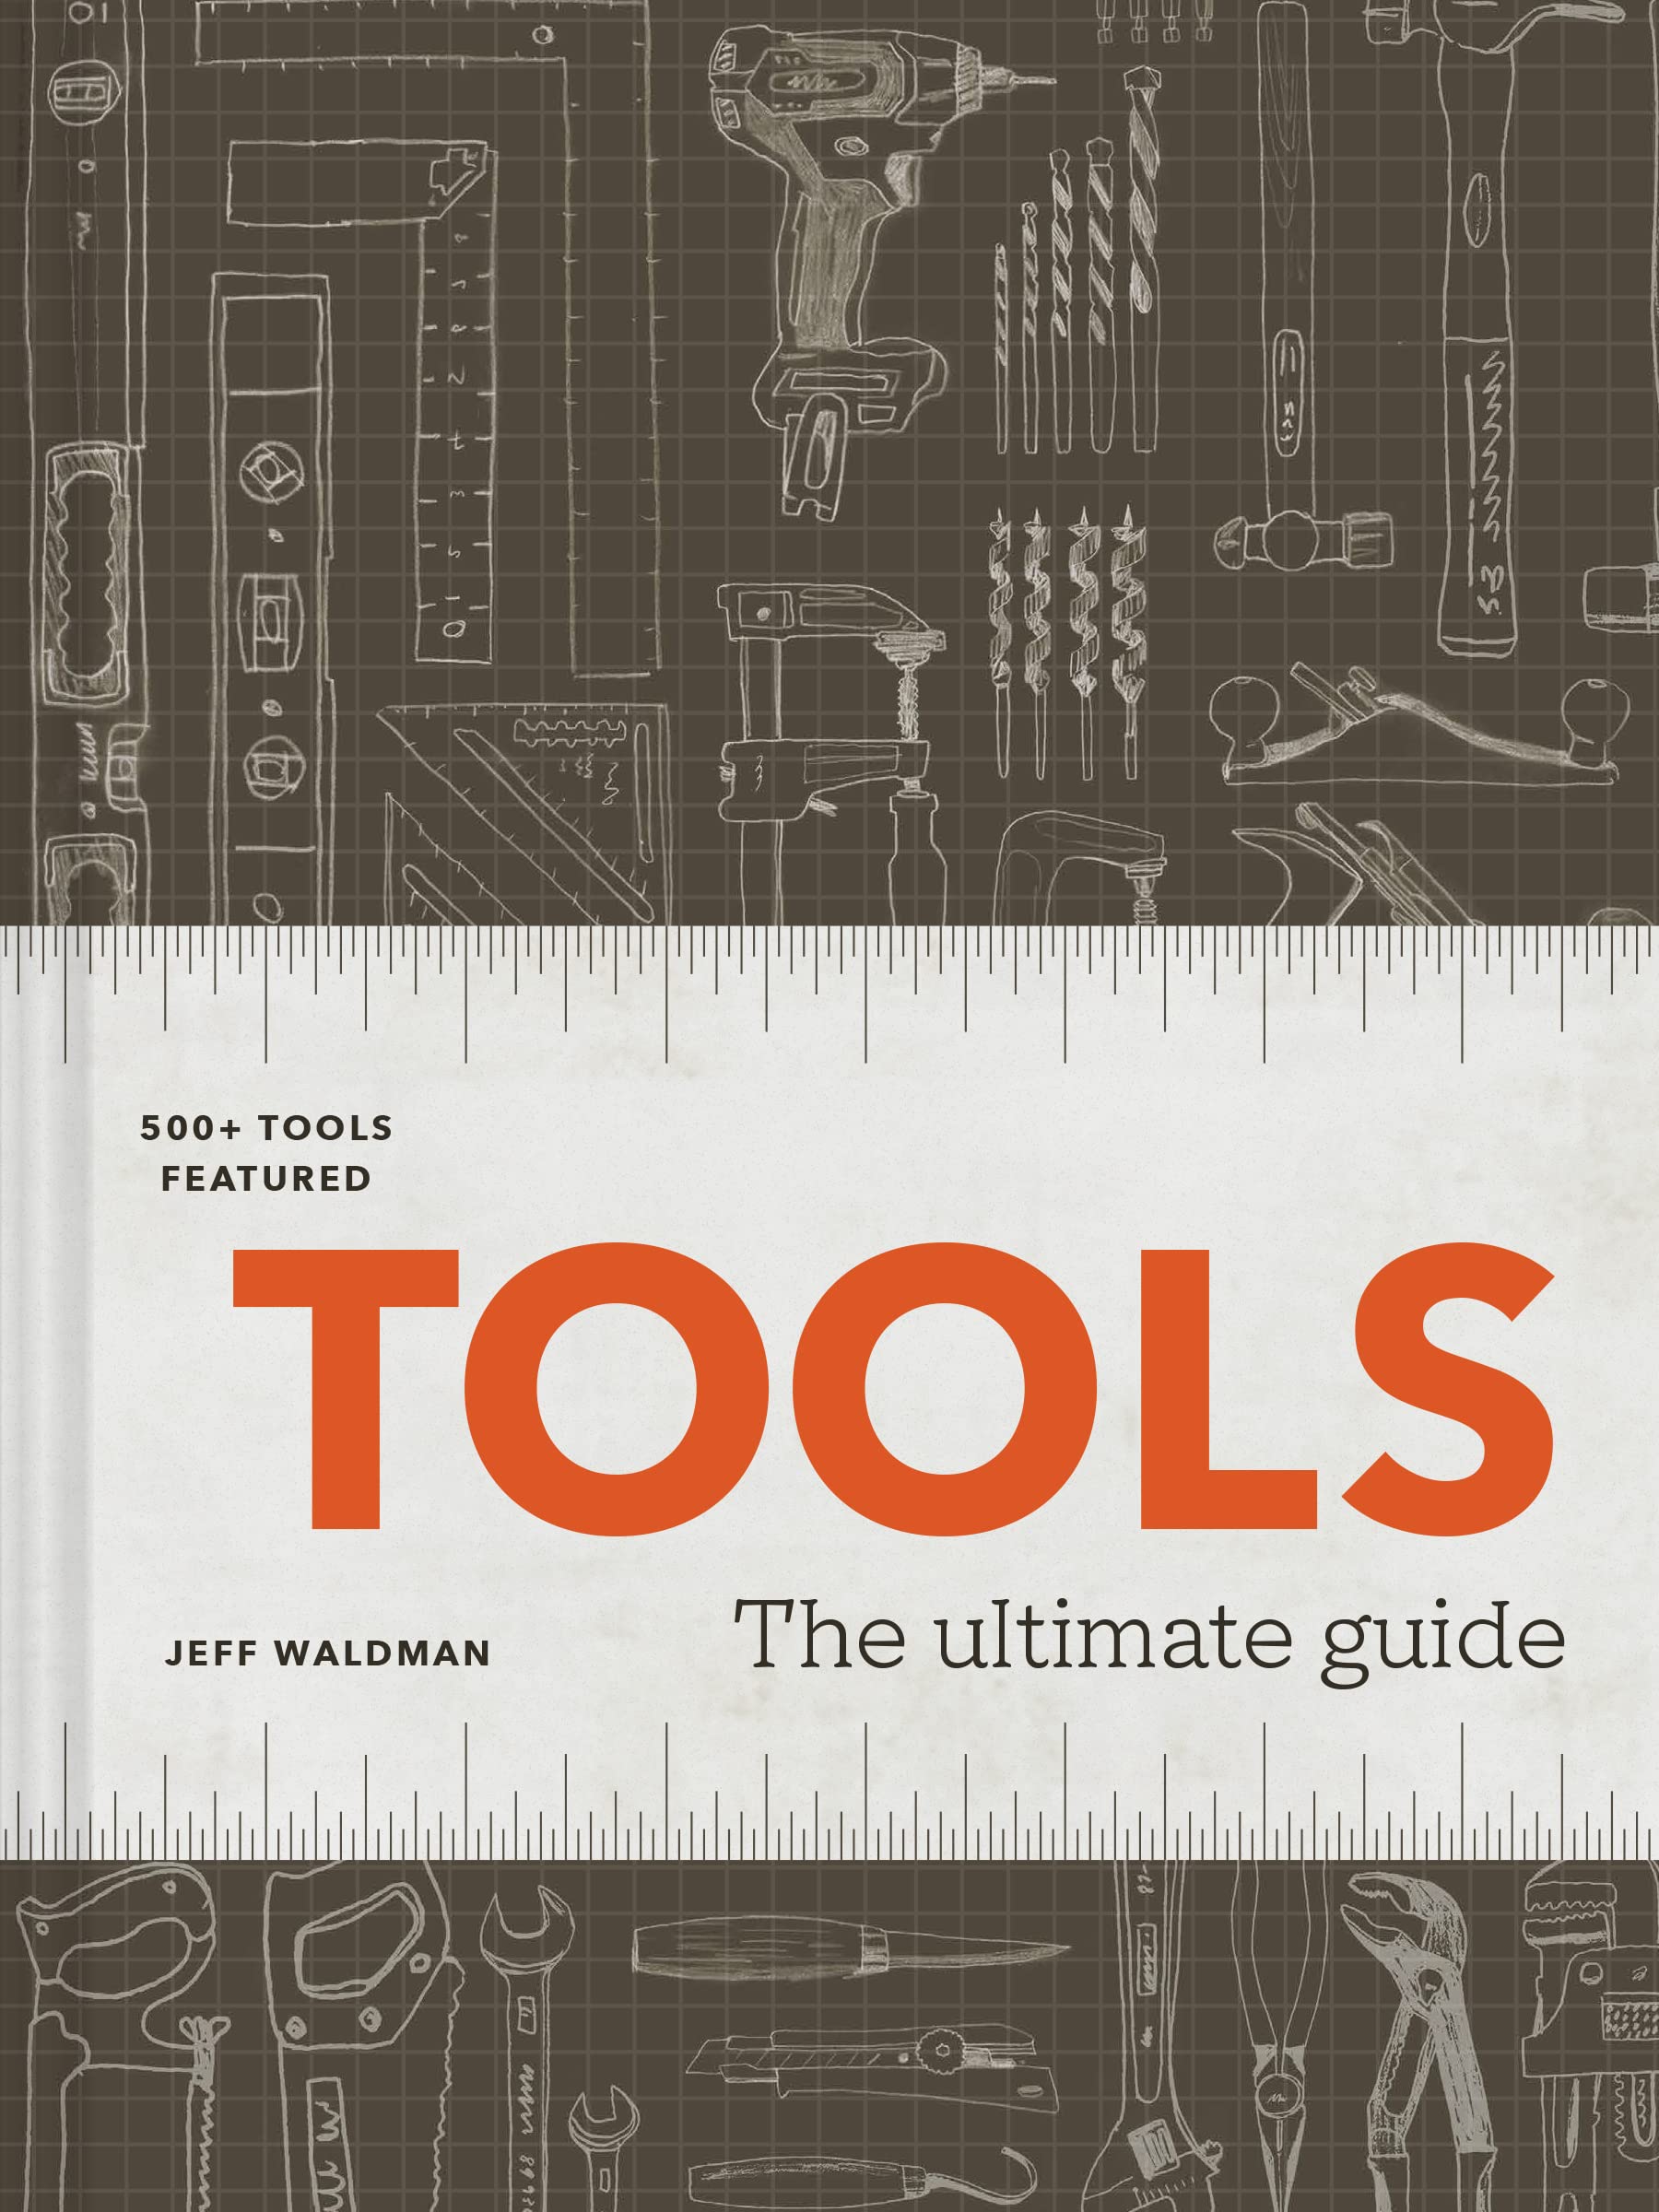 500+ TOOLS
FEATURED
TOOLS
JEFF WALDMAN
The ultimate guide